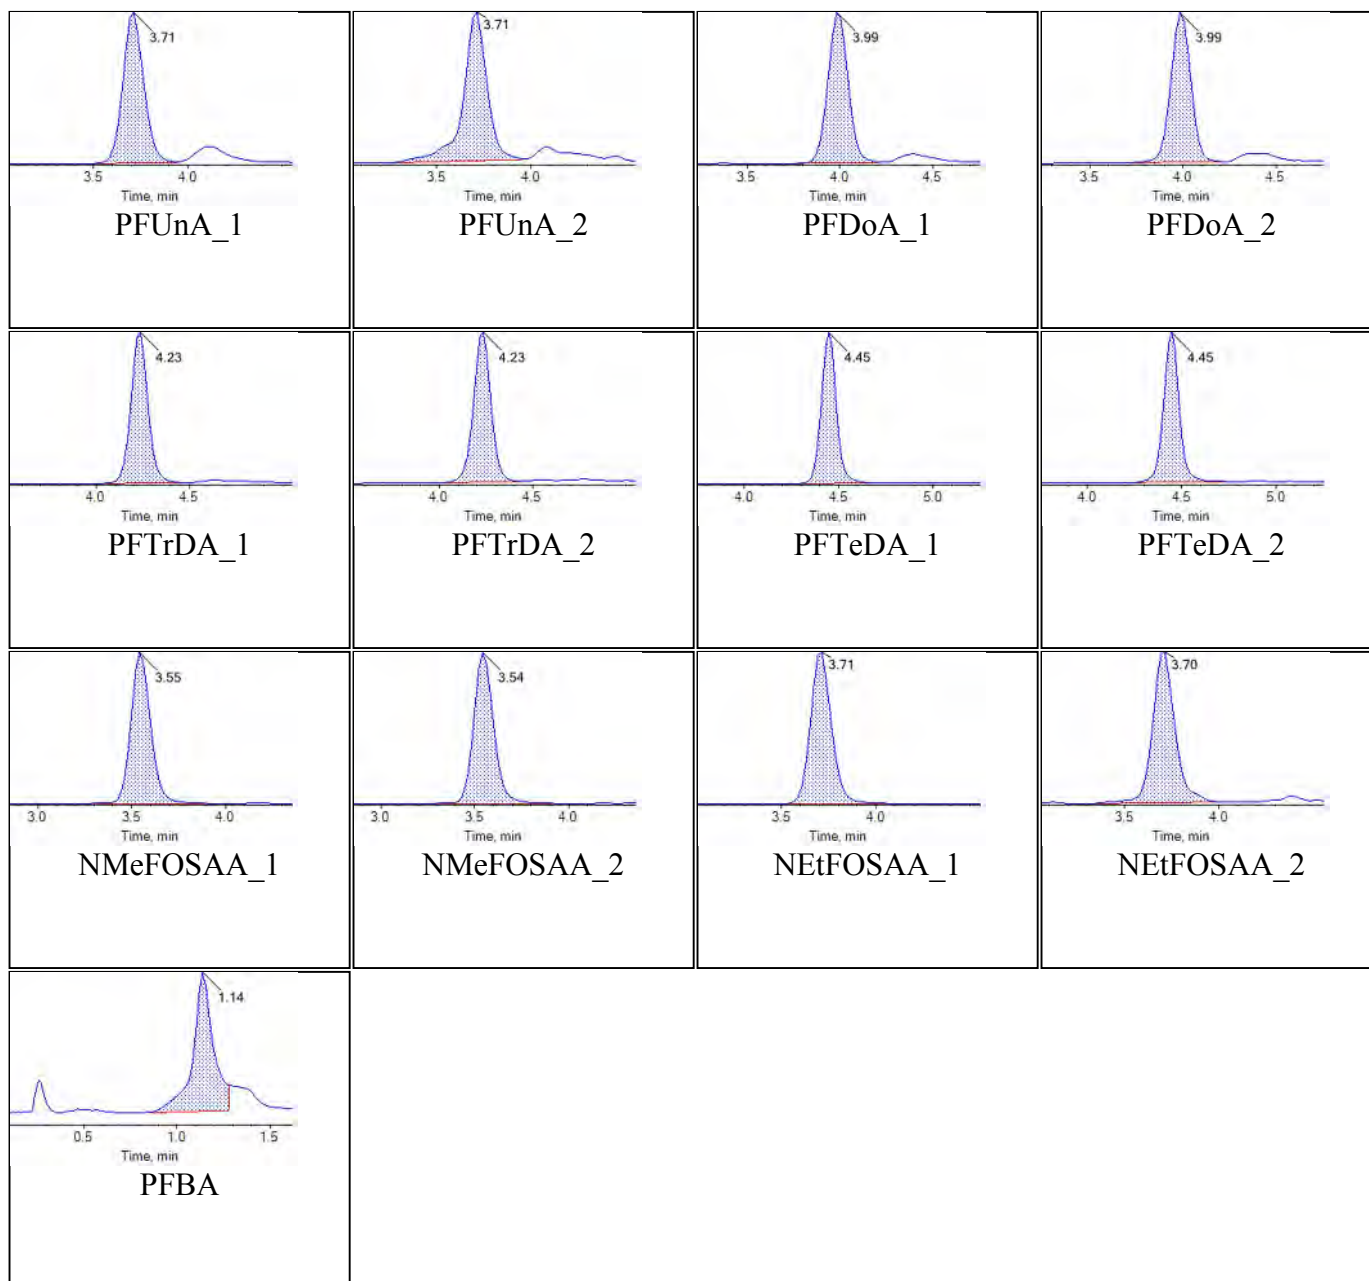 3.71
3.5 4.0
Time, min
PFUnA_1
3.71
3.5 4.0
Time, min
PFUnA_2
3.99
3.5 4.0 4.5
Time, min
PFDoA_1
3.99
3.5 4.0 4.5
Time, min
PFDoA_2
4.23
4.0 4.5
Time, min
PFTrDA_1
4.23
4.0 4.5
Time, min
PFTrDA_2
4.45
4.0 4.5 5.0
Time, min
PFTeDA_1
4.45
4.0 4.5 5.0
Time, min
PFTeDA_2
3.55
3.0 3.5 4.0
Time, min
NMeFOSAA_1
3.54
3.0 3.5 4.0
Time, min
NMeFOSAA_2
3.71
3.5 4.0
Time, min
NEtFOSAA_1
3.70
3.5 4.0
Time, min
NEtFOSAA_2
1.14
0.5 1.0 1.5
Time, min
PFBA